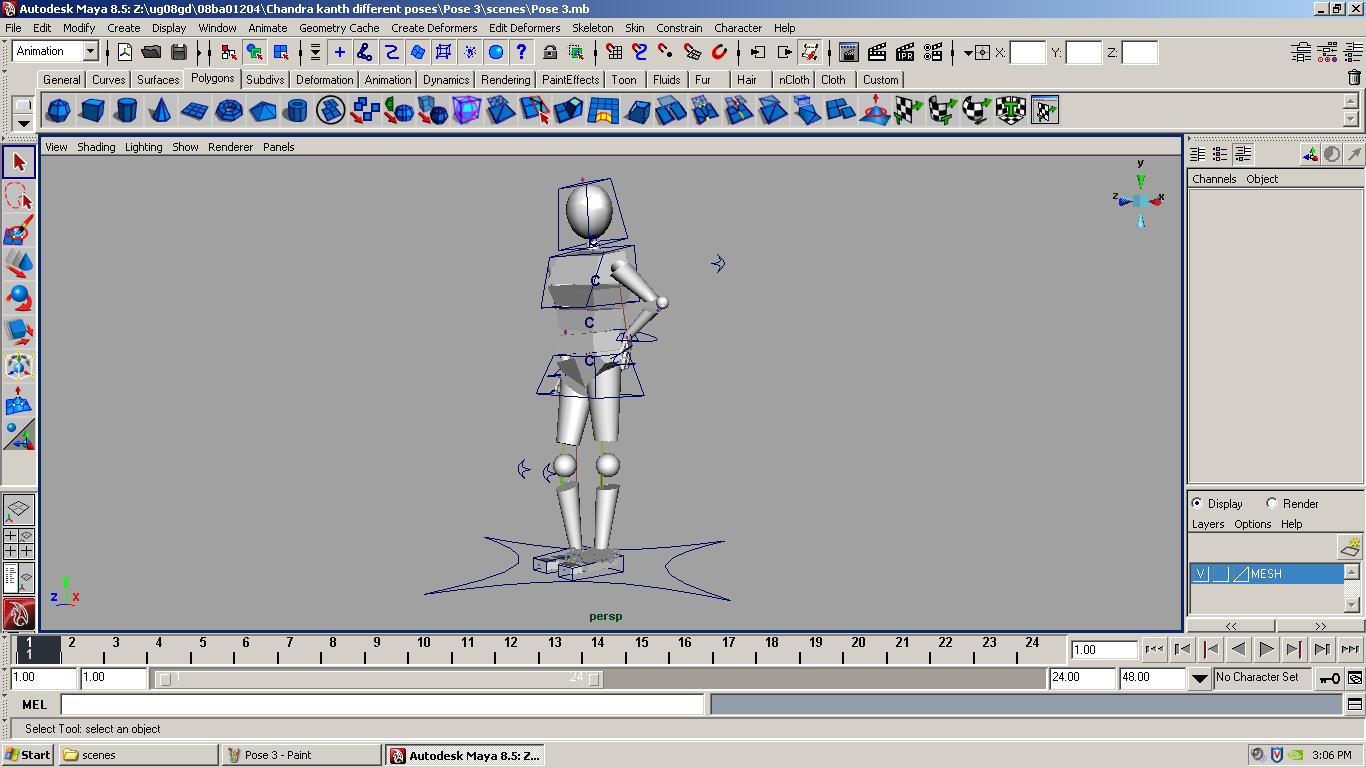 Autodesk Maya 8.5: Z:\ug08gd\08ba01204\Chandra kanth different poses\Pose 3\scenes\Pose 3.mb
File Edit Modify Create Display Window Animate Geometry Cache Create Deformers Edit Deformers Skeleton Skin Constrain Character Help
Animation X: Y: Z:
General Curves Surfaces Polygons Subdivs Deformation Animation Dynamics Rendering PaintEffects Toon Fluids Fur Hair nCloth Cloth Custom
View Shading Lighting Show Renderer Panels
Channels Object
y
z x
C
C
C
Display Render
Layers Options Help
V MESH
y
z x
persp
<< >>
1 2 3 4 5 6 7 8 9 10 11 12 13 14 15 16 17 18 19 20 21 22 23 24
1 1.00
1.00 1.00 1 24 24.00 48.00 No Character Set
MEL
Select Tool: select an object
Start scenes Pose 3 - Paint Autodesk Maya 8.5: Z... 3:06 PM